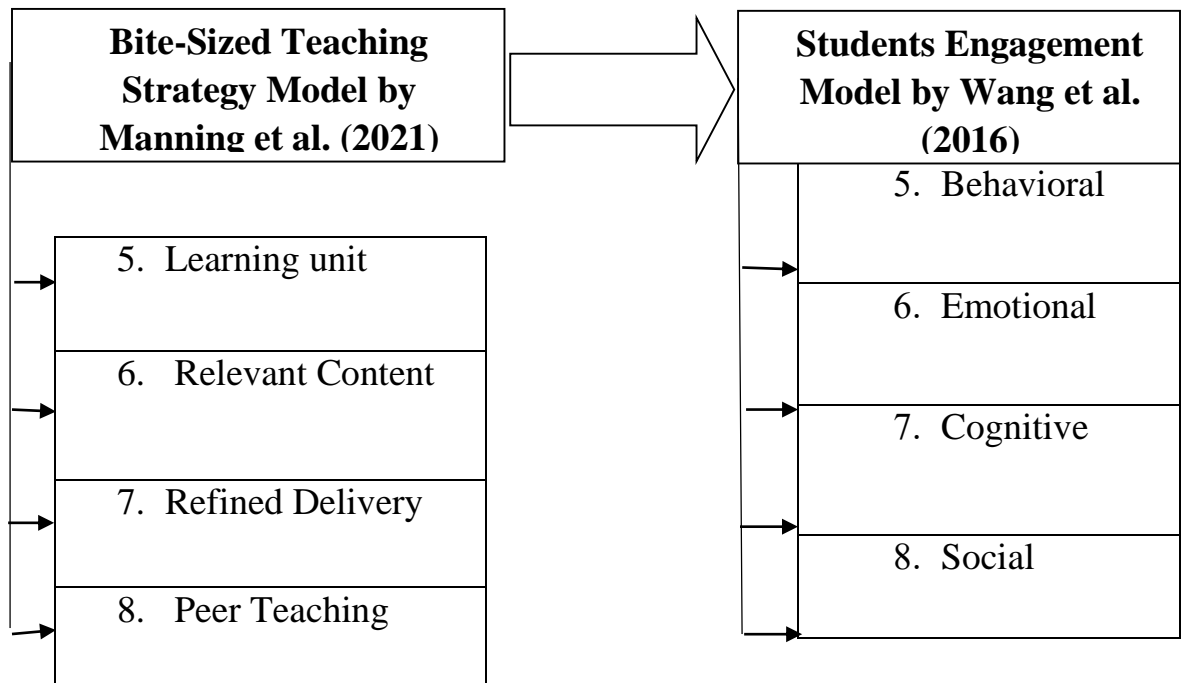 Bite-Sized Teaching
Strategy Model by
Manning et al. (2021)
5. Learning unit
6. Relevant Content
7. Refined Delivery
8. Peer Teaching
Students Engagement
Model by Wang et al.
(2016)
5. Behavioral
6. Emotional
7. Cognitive
8. Social